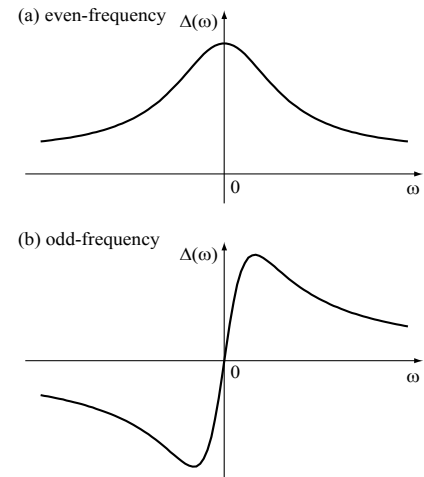 (a) even-frequency
Δ(ω)
0
ω
(b) odd-frequency
Δ(ω)
0
ω